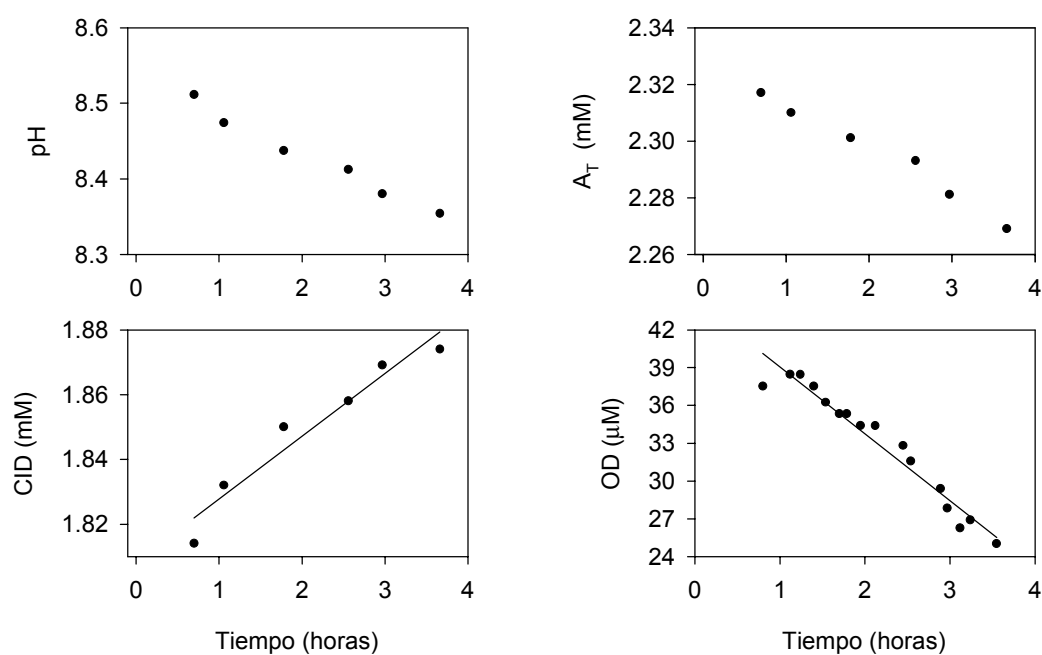 8.6
8.5
8.4
8.3
pH
0 1 2 3 4
2.34
2.32
2.30
2.28
2.26
A_T (mM)
0 1 2 3 4
1.88
1.86
1.84
1.82
CID (mM)
0 1 2 3 4
Tiempo (horas)
42
39
36
33
30
27
24
OD (μM)
0 1 2 3 4
Tiempo (horas)